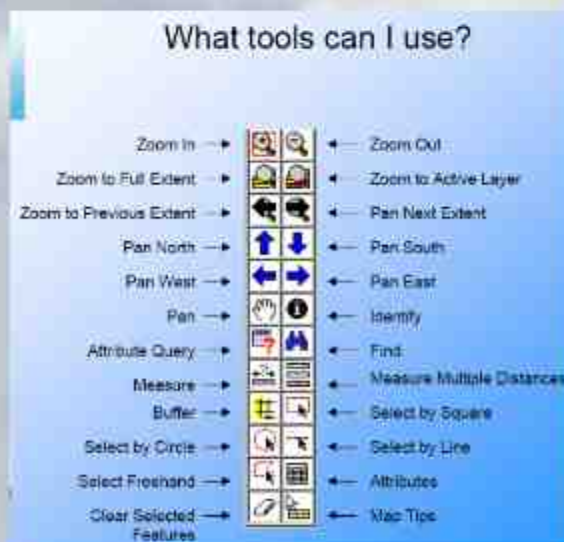 What tools can I use?
Zoom In
Zoom Out
Zoom to Full Extent
Zoom to Active Layer
Zoom to Previous Extent
Pan Next Extent
Pan North
Pan South
Pan West
Pan East
Pan
Identify
Attribute Query
Find
Measure
Measure Multiple Distances
Buffer
Select by Square
Select by Circle
Select by Line
Select Freehand
Attributes
Clear Selected
Features
Map Tips